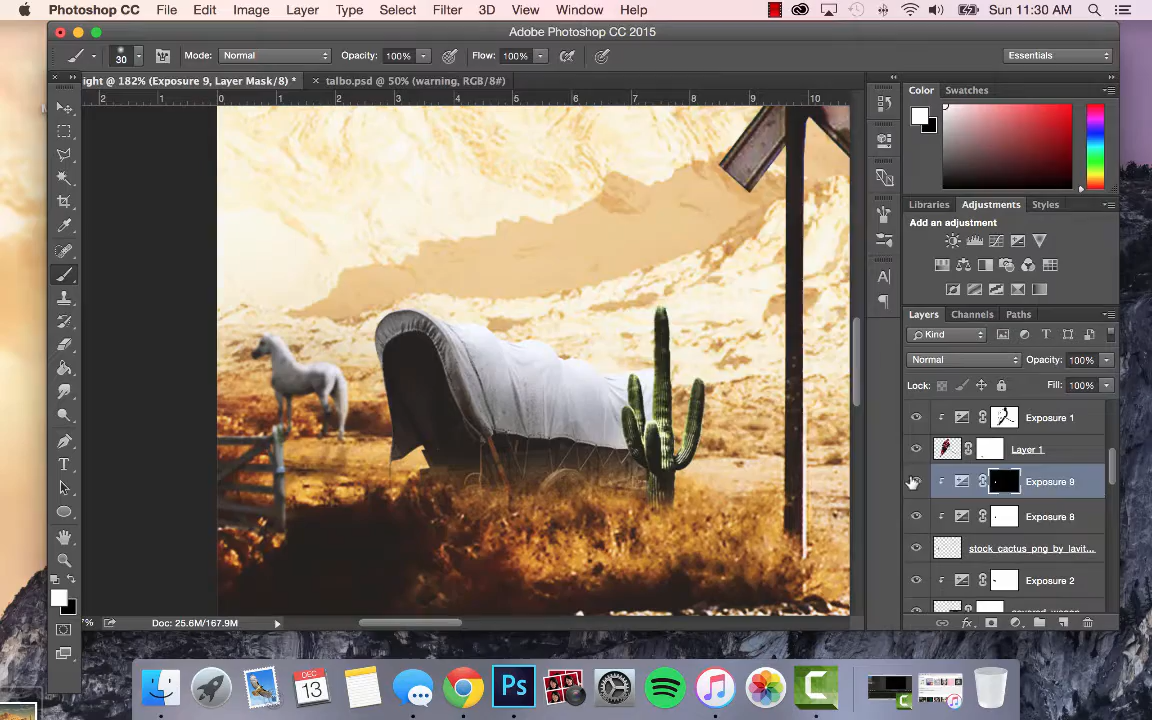 Photoshop CC File Edit Image Layer Type Select Filter 3D View Window Help Sun 11:30 AM
Adobe Photoshop CC 2015
30 Mode: Normal Opacity: 100% Flow: 100% Essentials
ight @ 182% (Exposure 9, Layer Mask/8) * × talbo.psd @ 50% (warning, RGB/8#)
2 0 1 2 3 4 5 6 7 8 9 10
Color Swatches
Libraries Adjustments Styles
Add an adjustment
Layers Channels Paths
Kind
Normal Opacity: 100%
Lock: Fill: 100%
Exposure 1
Layer 1
Exposure 9
Exposure 8
stock_cactus_png_by_lavit...
Exposure 2
7% Doc: 25.6M/167.9M
DEC
13
Ps